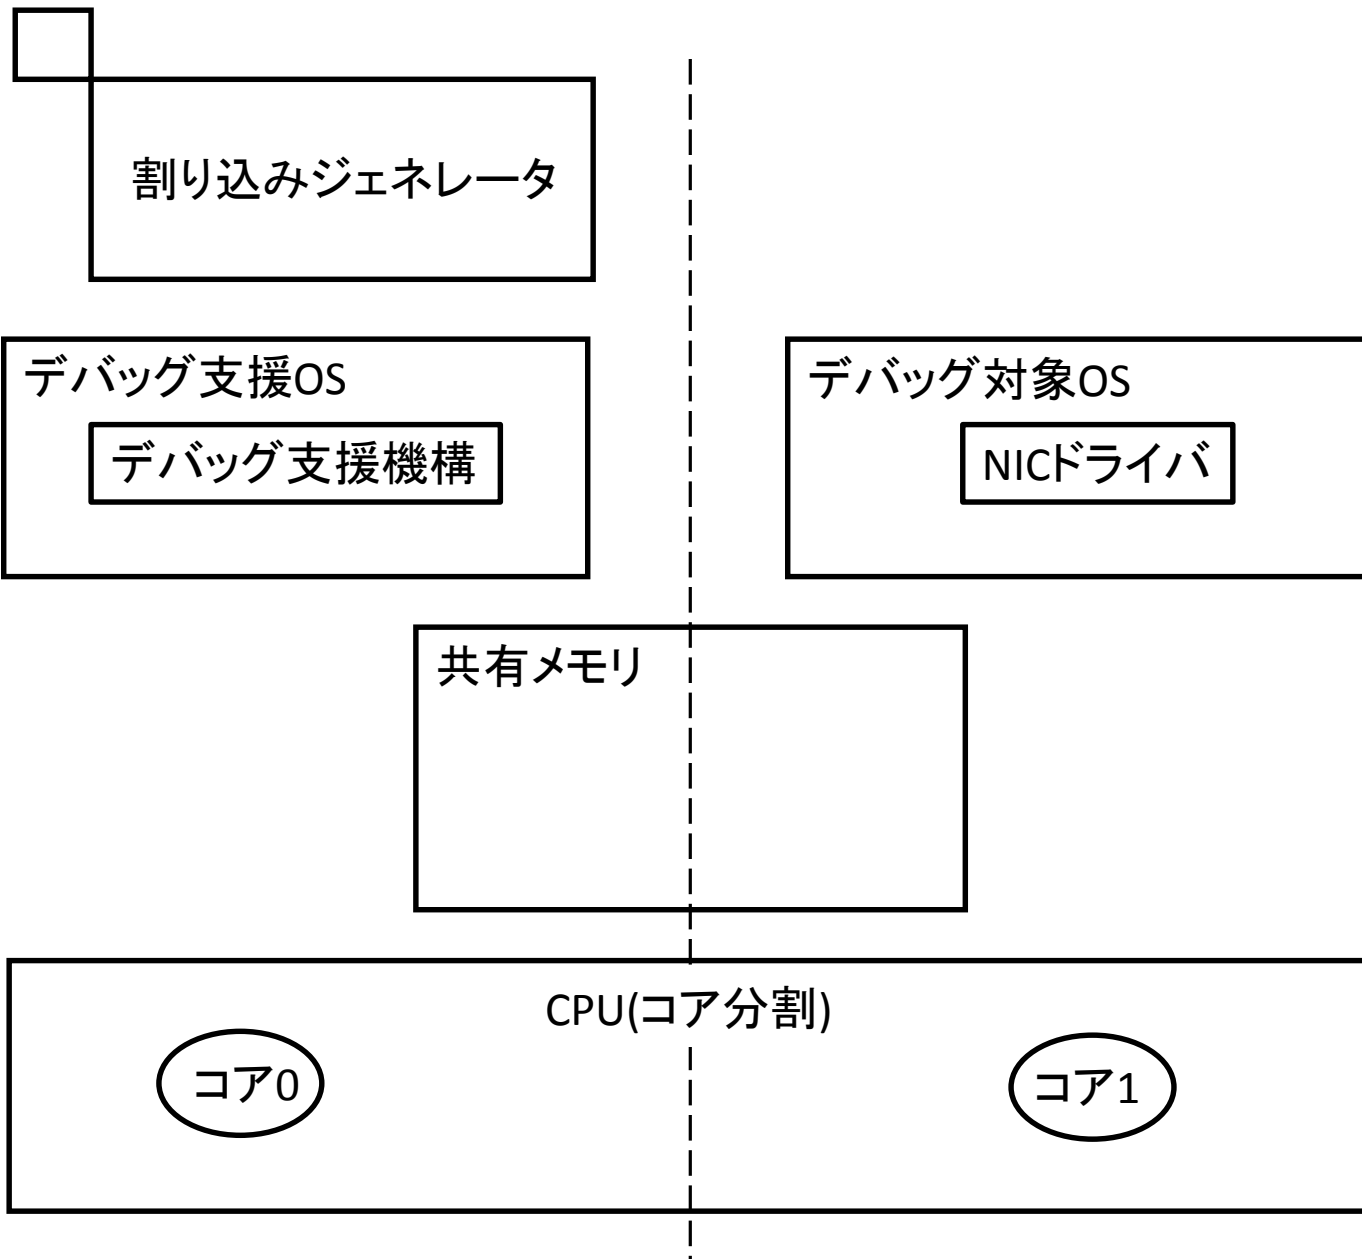 割り込みジェネレータ
デバッグ支援OS
デバッグ対象OS
デバッグ支援機構
NICドライバ
共有メモリ
CPU(コア分割)
コア0
コア1